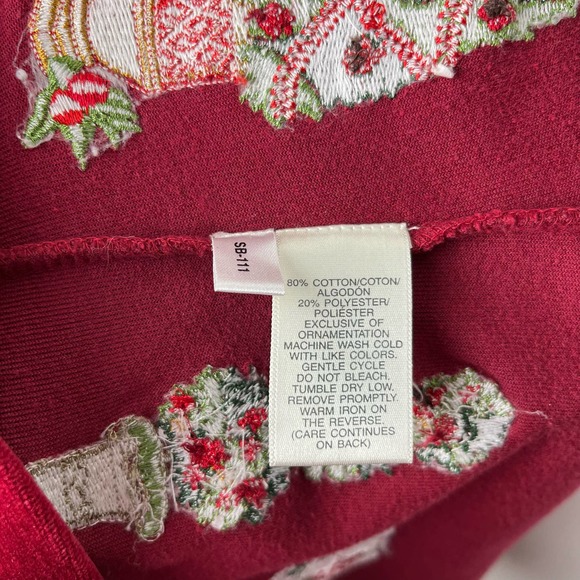 SB-111
80% COTTON/COTON/
ALGODÓN
20% POLYESTER/
POLIÉSTER
EXCLUSIVE OF
ORNAMENTATION
MACHINE WASH COLD
WITH LIKE COLORS.
GENTLE CYCLE
DO NOT BLEACH.
TUMBLE DRY LOW.
REMOVE PROMPTLY.
WARM IRON ON
THE REVERSE.
(CARE CONTINUES
ON BACK)